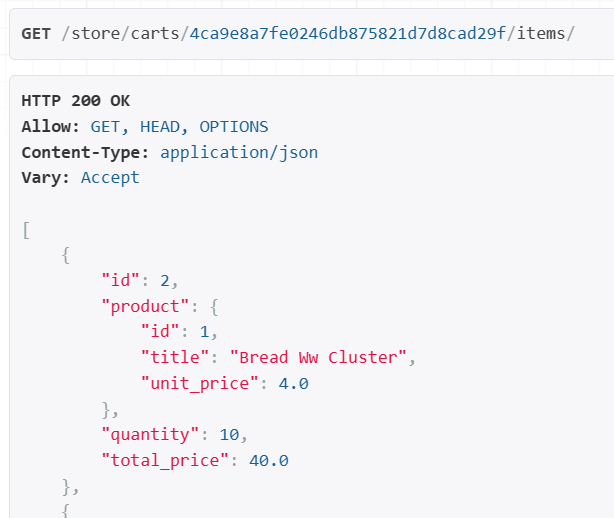 GET /store/carts/4ca9e8a7fe0246db875821d7d8cad29f/items/
HTTP 200 OK
Allow: GET, HEAD, OPTIONS
Content-Type: application/json
Vary: Accept
[
    {
        "id": 2,
        "product": {
            "id": 1,
            "title": "Bread Ww Cluster",
            "unit_price": 4.0
        },
        "quantity": 10,
        "total_price": 40.0
    },
    {